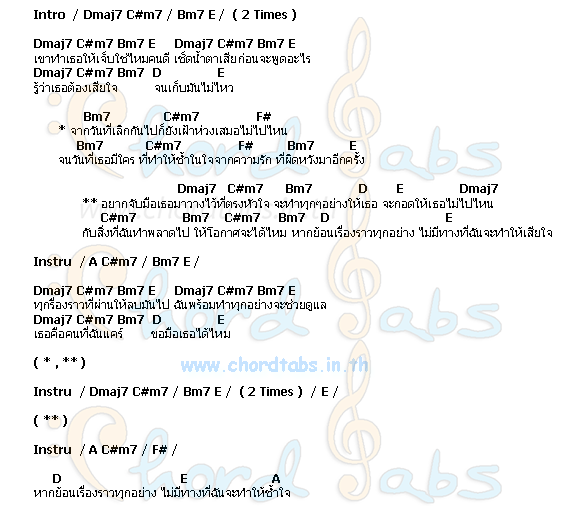 Intro / Dmaj7 C#m7 / Bm7 E / ( 2 Times )
Dmaj7 C#m7 Bm7 E Dmaj7 C#m7 Bm7 E
เขาทำเธอให้เจ็บใช่ไหมคนดี เช็ดน้ำตาเสียก่อนจะพูดอะไร
Dmaj7 C#m7 Bm7 D E
รู้ว่าเธอต้องเสียใจ จนเก็บมันไม่ไหว
Bm7 C#m7 F#
* จากวันที่เลิกกันไปก็ยังเฝ้าห่วงเสมอไม่ไปไหน
Bm7 C#m7 F# Bm7 E
จนวันที่เธอมีใคร ที่ทำให้ช้ำในใจจากความรัก ที่ผิดหวังมาอีกครั้ง
Dmaj7 C#m7 Bm7 D E Dmaj7
** อยากจับมือเธอมาวางไว้ที่ตรงหัวใจ จะทำทุกๆอย่างให้เธอ จะกอดให้เธอไม่ไปไหน
C#m7 Bm7 C#m7 Bm7 D E
กับสิ่งที่ฉันทำพลาดไป ให้โอกาศจะได้ไหม หากย้อนเรื่องราวทุกอย่าง ไม่มีทางที่ฉันจะทำให้เสียใจ
Instru / A C#m7 / Bm7 E /
Dmaj7 C#m7 Bm7 E Dmaj7 C#m7 Bm7 E
ทุกรื่องราวที่ผ่านให้ลบมันไป ฉันพร้อมทำทุกอย่างจะช่วยดูแล
Dmaj7 C#m7 Bm7 D E
เธอคือคนที่ฉันแคร์ ขอมือเธอได้ไหม
( * , ** )
www.chordtabs.in.th
Instru / Dmaj7 C#m7 / Bm7 E / ( 2 Times ) / E /
( ** )
Instru / A C#m7 / F# /
D E A
หากย้อนเรื่องราวทุกอย่าง ไม่มีทางที่ฉันจะทำให้ช้ำใจ